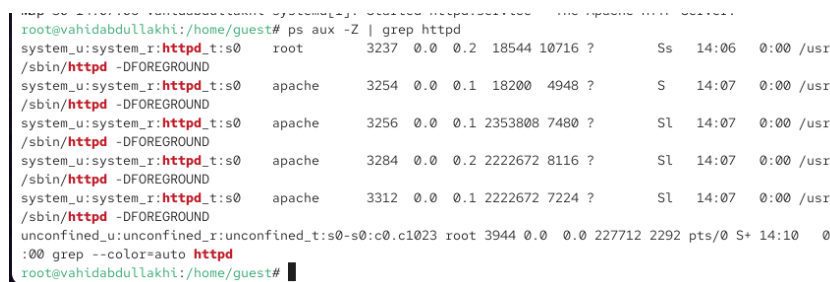 root@vahidabdullakhi:/home/guest# ps aux -Z | grep httpd
system_u:system_r:httpd_t:s0    root        3237  0.0  0.2  18544 10716 ?        Ss   14:06   0:00 /usr
/sbin/httpd -DFOREGROUND
system_u:system_r:httpd_t:s0    apache      3254  0.0  0.1  18200  4948 ?        S    14:07   0:00 /usr
/sbin/httpd -DFOREGROUND
system_u:system_r:httpd_t:s0    apache      3256  0.0  0.1 2353808 7480 ?        Sl   14:07   0:00 /usr
/sbin/httpd -DFOREGROUND
system_u:system_r:httpd_t:s0    apache      3284  0.0  0.2 2222672 8116 ?        Sl   14:07   0:00 /usr
/sbin/httpd -DFOREGROUND
system_u:system_r:httpd_t:s0    apache      3312  0.0  0.1 2222672 7224 ?        Sl   14:07   0:00 /usr
/sbin/httpd -DFOREGROUND
unconfined_u:unconfined_r:unconfined_t:s0-s0:c0.c1023 root 3944 0.0  0.0 227712 2292 pts/0 S+ 14:10   0
:00 grep --color=auto httpd
root@vahidabdullakhi:/home/guest#